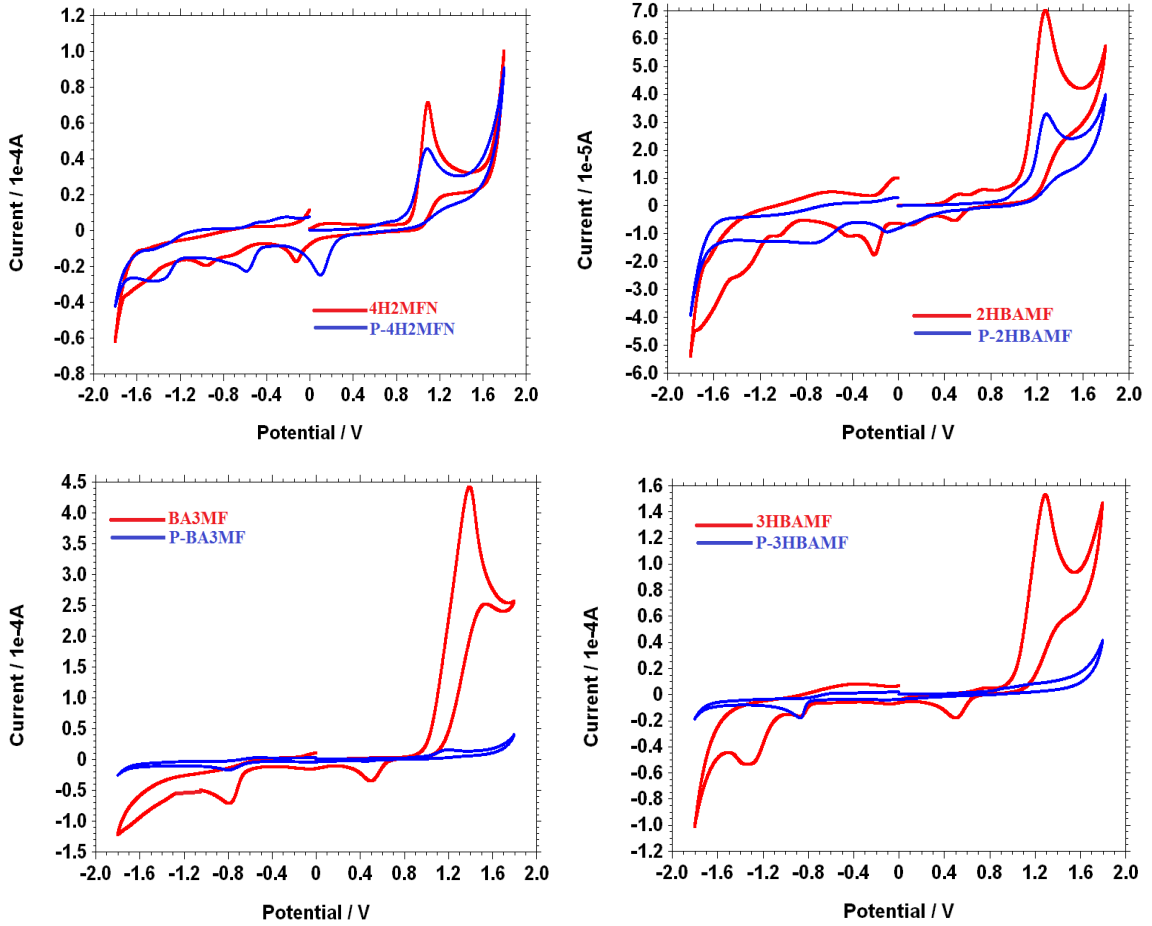 1.2
1.0
0.8
0.6
0.4
0.2
0
-0.2
-0.4
-0.6
-0.8
Current / 1e-4A
-2.0 -1.6 -1.2 -0.8 -0.4 0 0.4 0.8 1.2 1.6 2.0
Potential / V
4H2MFN
P-4H2MFN
7.0
6.0
5.0
4.0
3.0
2.0
1.0
0
-1.0
-2.0
-3.0
-4.0
-5.0
-6.0
Current / 1e-5A
-2.0 -1.6 -1.2 -0.8 -0.4 0 0.4 0.8 1.2 1.6 2.0
Potential / V
2HBAMF
P-2HBAMF
4.5
4.0
3.5
3.0
2.5
2.0
1.5
1.0
0.5
0
-0.5
-1.0
-1.5
Current / 1e-4A
-2.0 -1.6 -1.2 -0.8 -0.4 0 0.4 0.8 1.2 1.6 2.0
Potential / V
BA3MF
P-BA3MF
1.6
1.4
1.2
1.0
0.8
0.6
0.4
0.2
0
-0.2
-0.4
-0.6
-0.8
-1.0
-1.2
Current / 1e-4A
-2.0 -1.6 -1.2 -0.8 -0.4 0 0.4 0.8 1.2 1.6 2.0
Potential / V
3HBAMF
P-3HBAMF